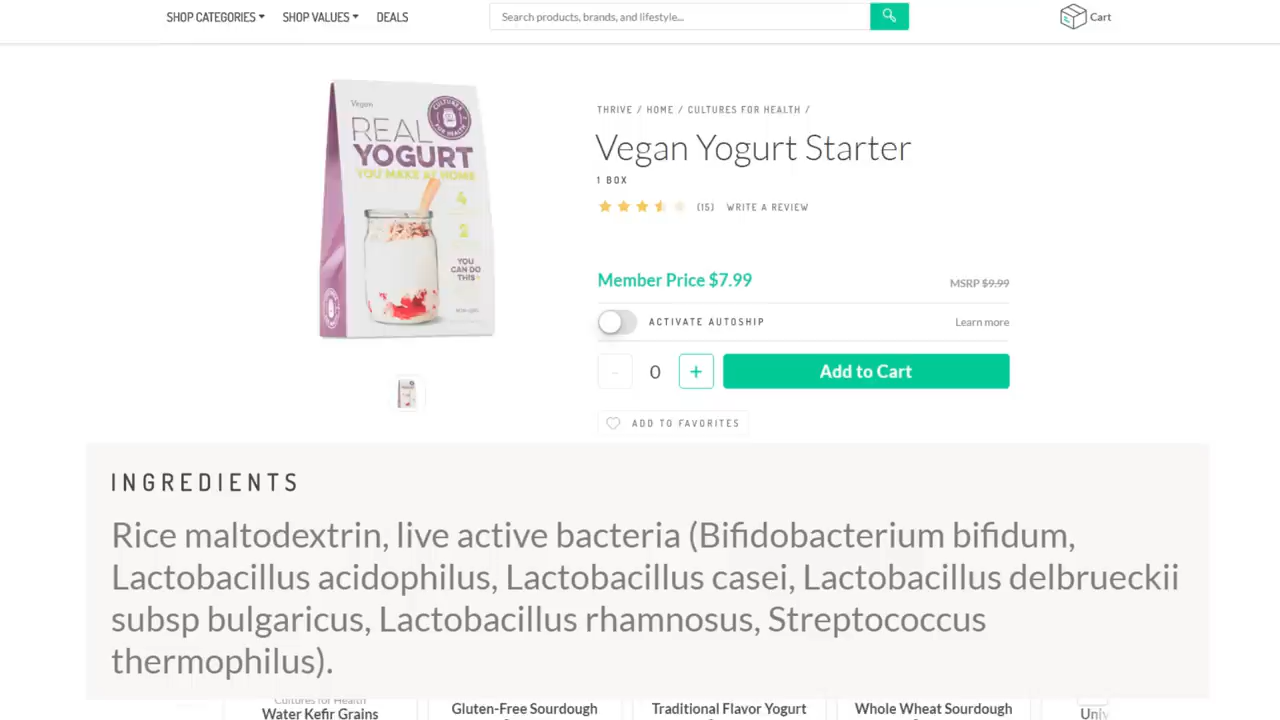 SHOP CATEGORIES SHOP VALUES DEALS
Search products, brands, and lifestyle...
Cart
Vegan
CULTURES FOR HEALTH
REAL
YOGURT
YOU MAKE AT HOME
YOU
CAN DO
THIS
THRIVE / HOME / CULTURES FOR HEALTH /
Vegan Yogurt Starter
1 BOX
(15) WRITE A REVIEW
Member Price $7.99
MSRP $9.99
ACTIVATE AUTOSHIP
Learn more
- 0 +
Add to Cart
ADD TO FAVORITES
INGREDIENTS
Rice maltodextrin, live active bacteria (Bifidobacterium bifidum,
Lactobacillus acidophilus, Lactobacillus casei, Lactobacillus delbrueckii
subsp bulgaricus, Lactobacillus rhamnosus, Streptococcus
thermophilus).
Cultures for Health
Water Kefir Grains
Gluten-Free Sourdough
Traditional Flavor Yogurt
Whole Wheat Sourdough